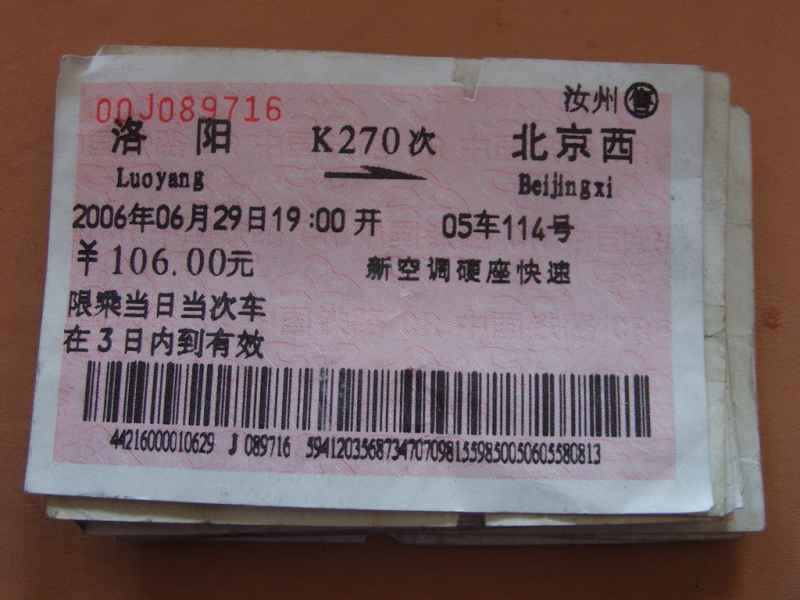 00J089716 汝州 售
洛阳 K270次 北京西
Luoyang Beijingxi
2006年06月29日19:00开 05车114号
¥106.00元 新空调硬座快速
限乘当日当次车
在3日内到有效
44216000010629 J 089716 59412035687347070981559850050605580813